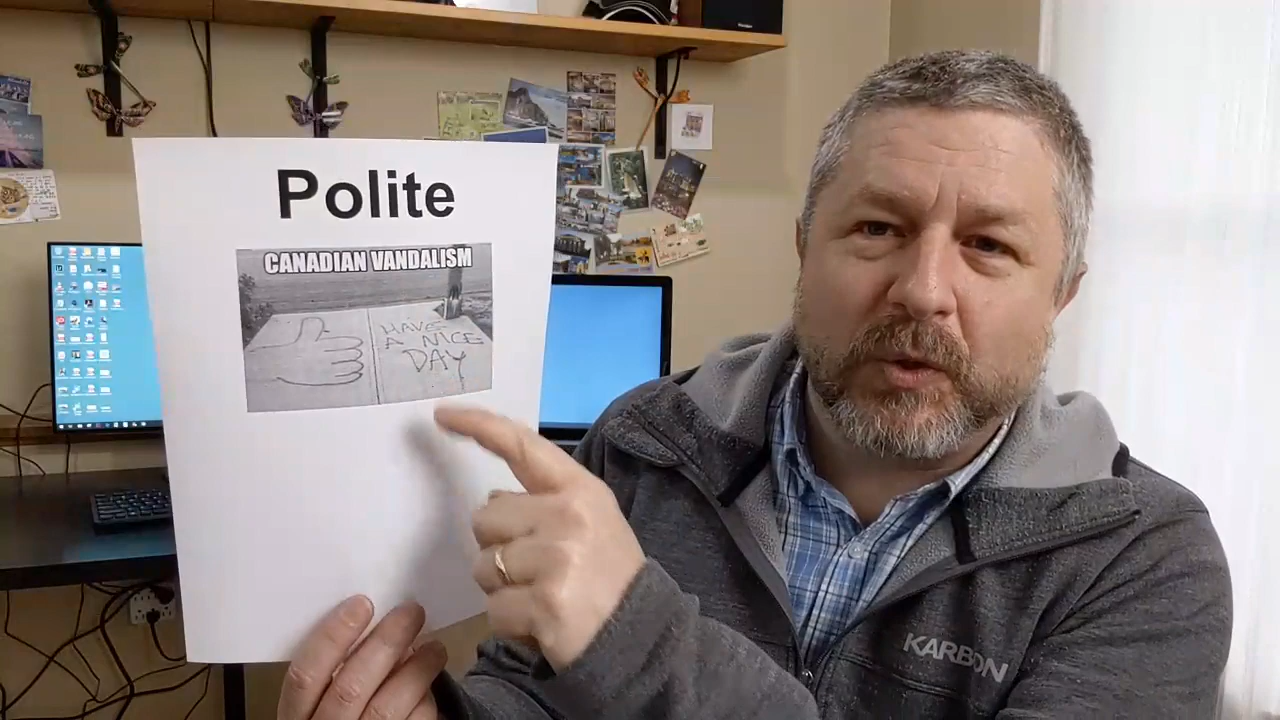 Polite
CANADIAN VANDALISM
HAVE
A NICE
DAY
KARBON